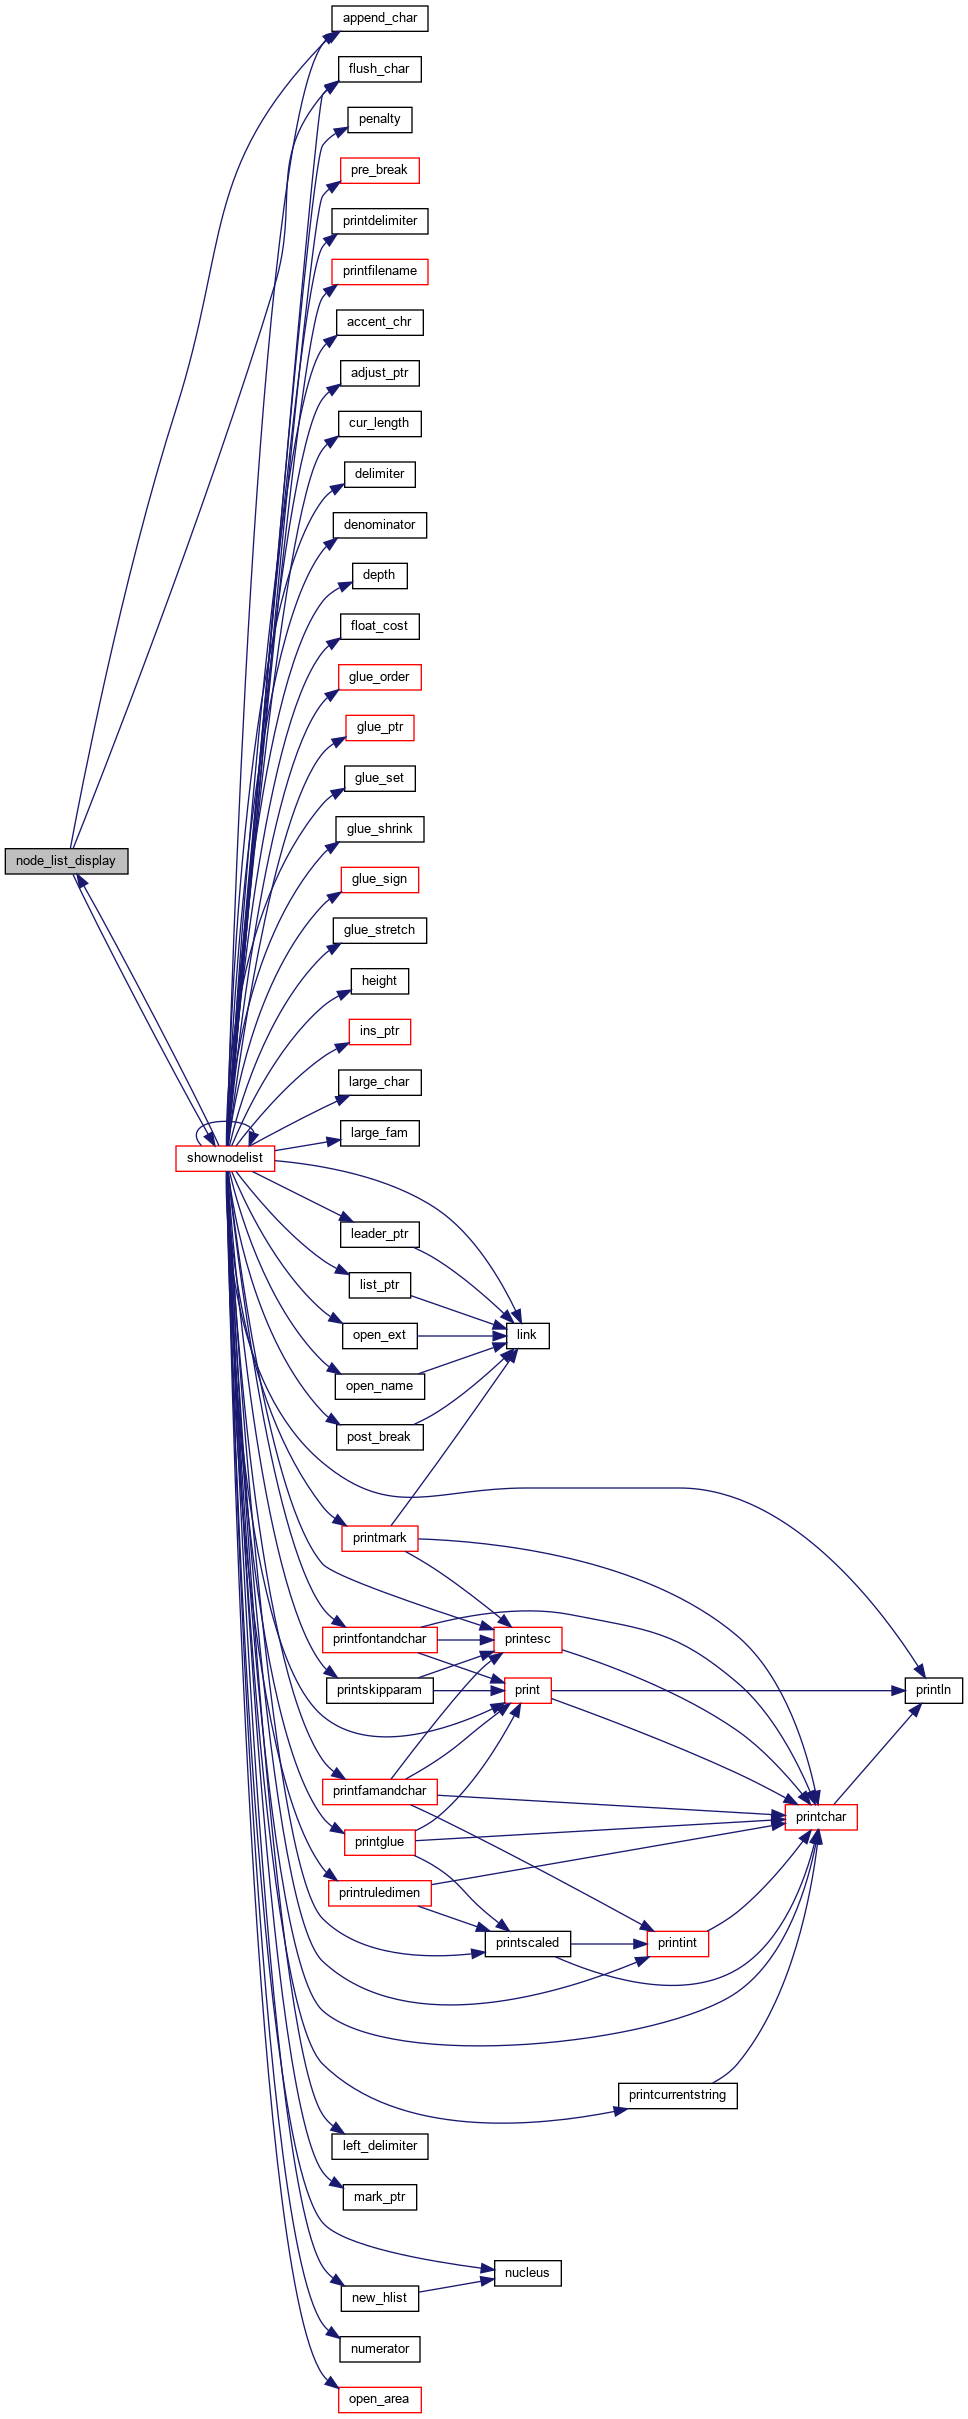 append_char
flush_char
penalty
pre_break
printdelimiter
printfilename
accent_chr
adjust_ptr
cur_length
delimiter
denominator
depth
float_cost
glue_order
glue_ptr
glue_set
glue_shrink
node_list_display
glue_sign
glue_stretch
height
ins_ptr
large_char
large_fam
shownodelist
leader_ptr
list_ptr
open_ext
link
open_name
post_break
printmark
printfontandchar
printesc
printskipparam
print
println
printfamandchar
printchar
printglue
printruledimen
printscaled
printint
printcurrentstring
left_delimiter
mark_ptr
nucleus
new_hlist
numerator
open_area